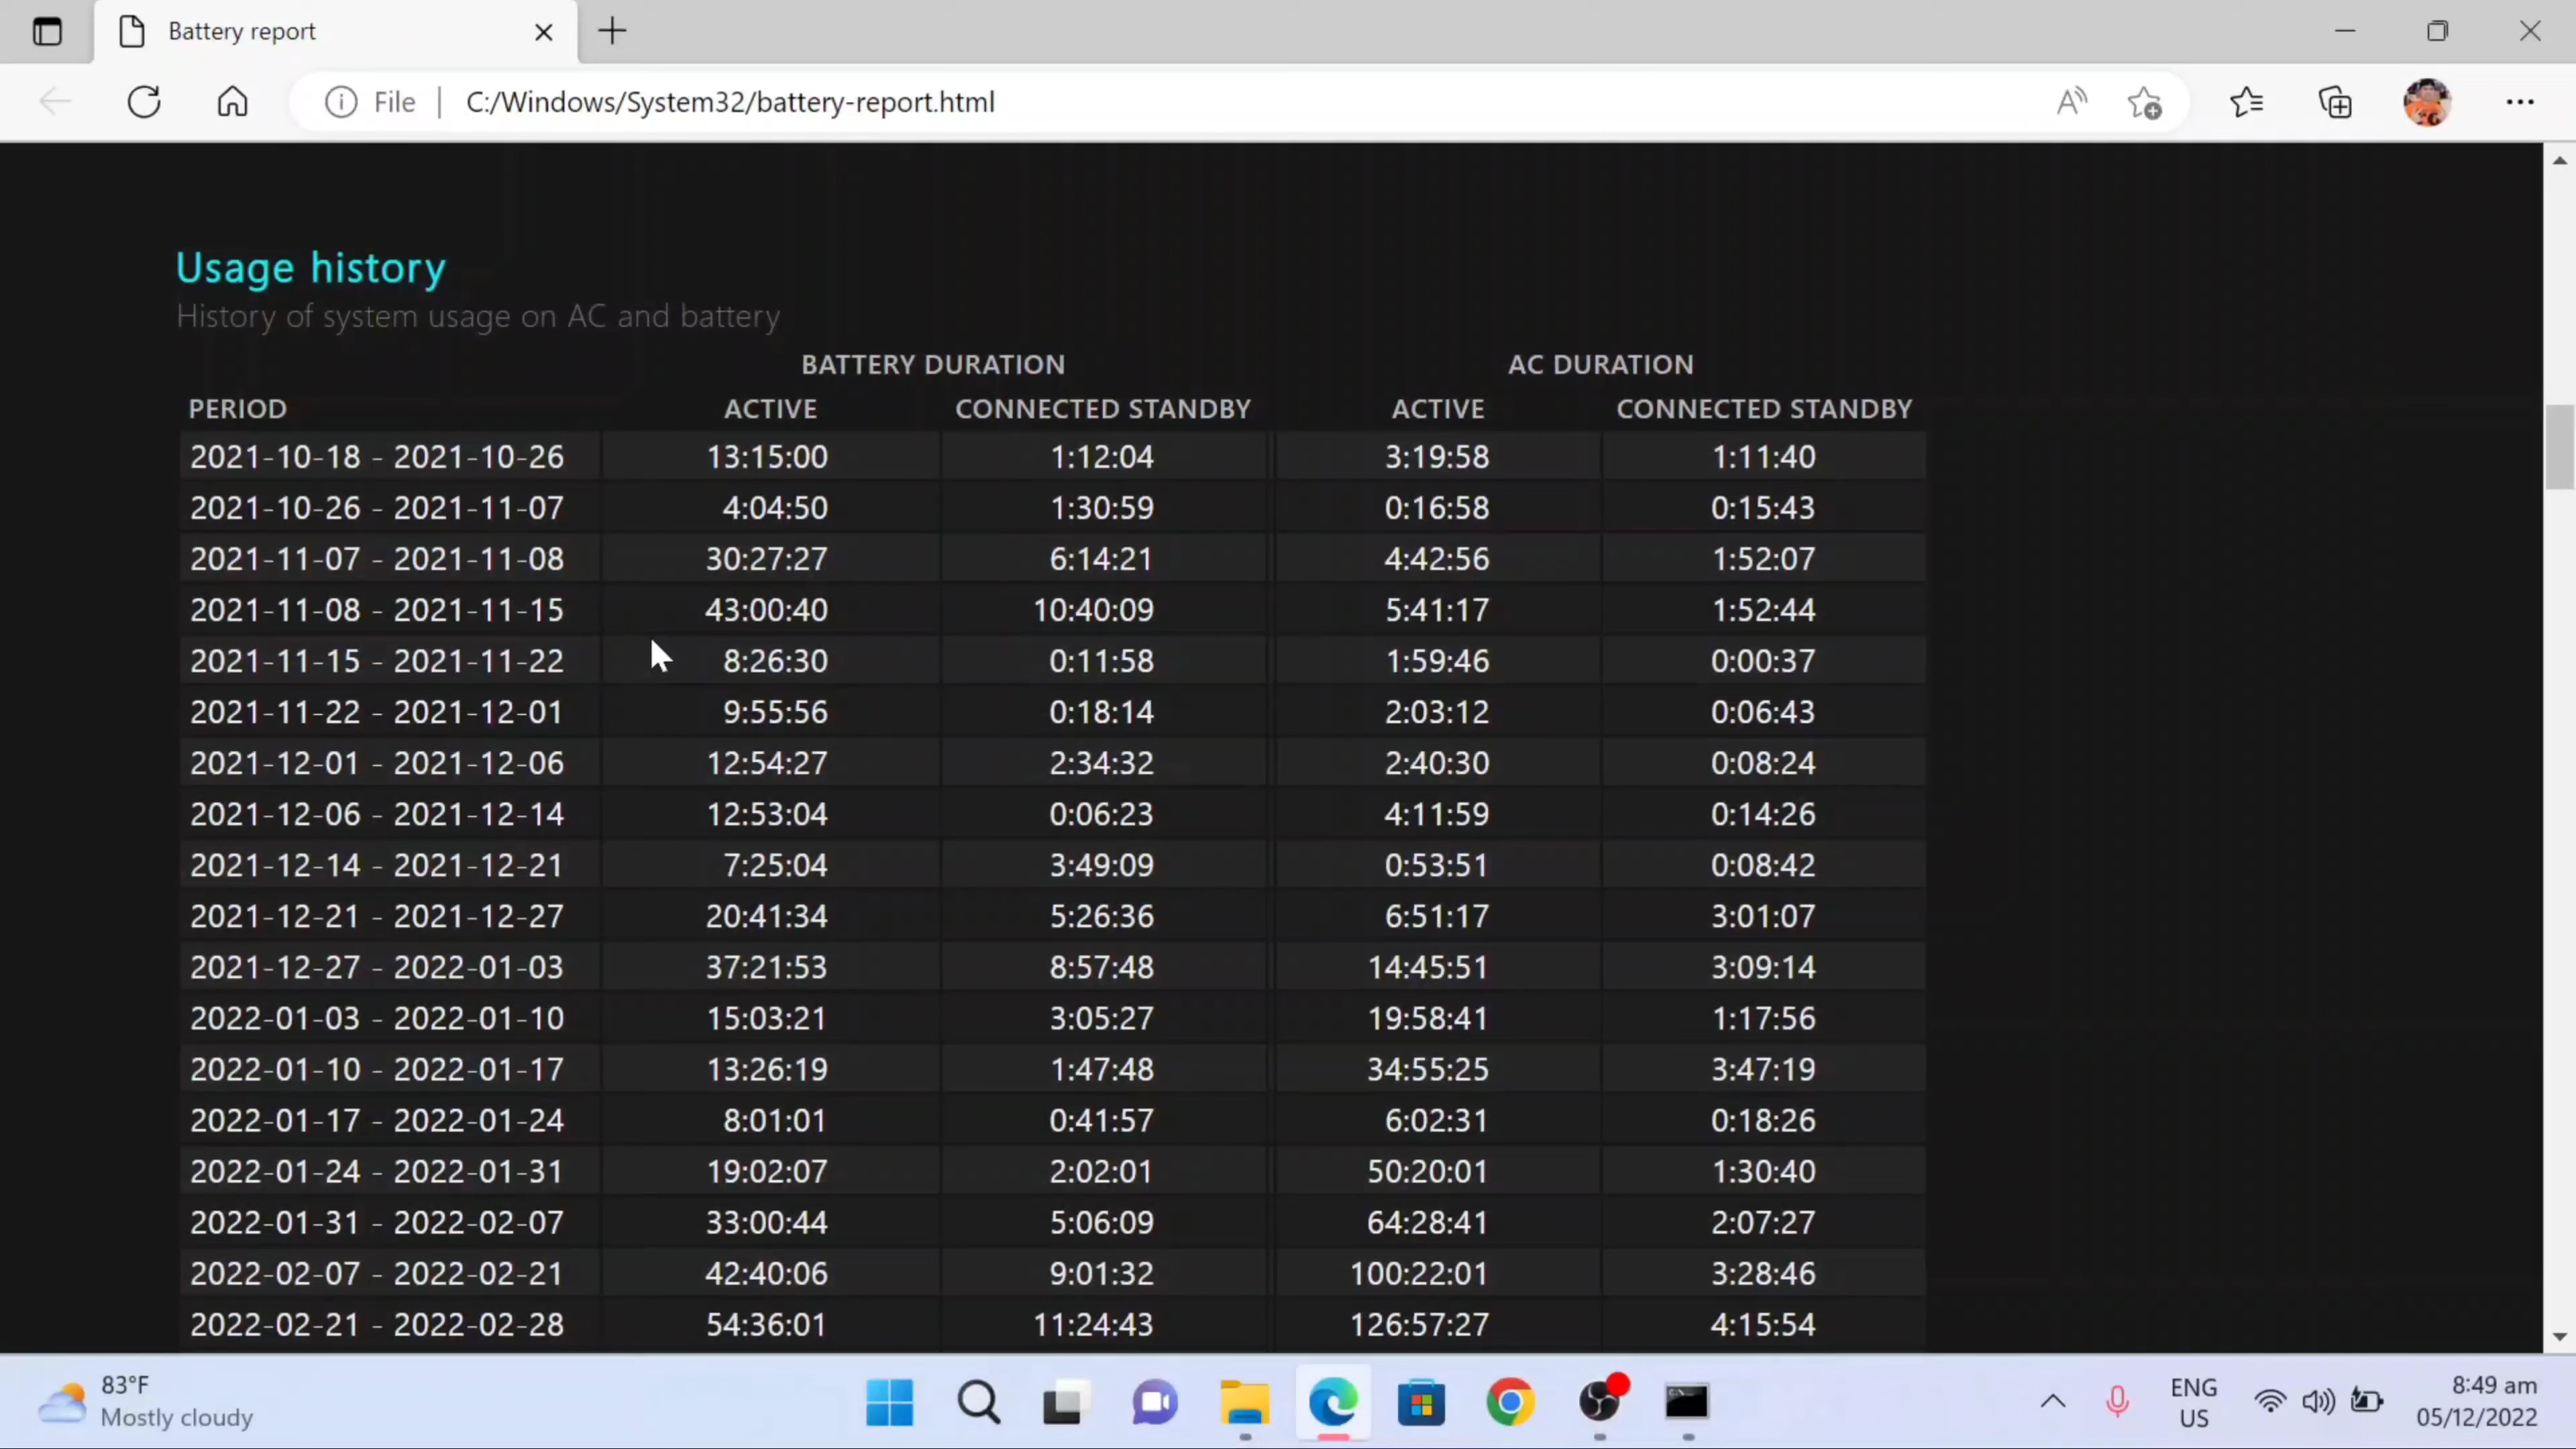 Battery report
File C:/Windows/System32/battery-report.html
Usage history
History of system usage on AC and battery
BATTERY DURATION AC DURATION
PERIOD ACTIVE CONNECTED STANDBY ACTIVE CONNECTED STANDBY
2021-10-18 - 2021-10-26 13:15:00 1:12:04 3:19:58 1:11:40
2021-10-26 - 2021-11-07 4:04:50 1:30:59 0:16:58 0:15:43
2021-11-07 - 2021-11-08 30:27:27 6:14:21 4:42:56 1:52:07
2021-11-08 - 2021-11-15 43:00:40 10:40:09 5:41:17 1:52:44
2021-11-15 - 2021-11-22 8:26:30 0:11:58 1:59:46 0:00:37
2021-11-22 - 2021-12-01 9:55:56 0:18:14 2:03:12 0:06:43
2021-12-01 - 2021-12-06 12:54:27 2:34:32 2:40:30 0:08:24
2021-12-06 - 2021-12-14 12:53:04 0:06:23 4:11:59 0:14:26
2021-12-14 - 2021-12-21 7:25:04 3:49:09 0:53:51 0:08:42
2021-12-21 - 2021-12-27 20:41:34 5:26:36 6:51:17 3:01:07
2021-12-27 - 2022-01-03 37:21:53 8:57:48 14:45:51 3:09:14
2022-01-03 - 2022-01-10 15:03:21 3:05:27 19:58:41 1:17:56
2022-01-10 - 2022-01-17 13:26:19 1:47:48 34:55:25 3:47:19
2022-01-17 - 2022-01-24 8:01:01 0:41:57 6:02:31 0:18:26
2022-01-24 - 2022-01-31 19:02:07 2:02:01 50:20:01 1:30:40
2022-01-31 - 2022-02-07 33:00:44 5:06:09 64:28:41 2:07:27
2022-02-07 - 2022-02-21 42:40:06 9:01:32 100:22:01 3:28:46
2022-02-21 - 2022-02-28 54:36:01 11:24:43 126:57:27 4:15:54
83°F
Mostly cloudy
ENG
US
8:49 am
05/12/2022